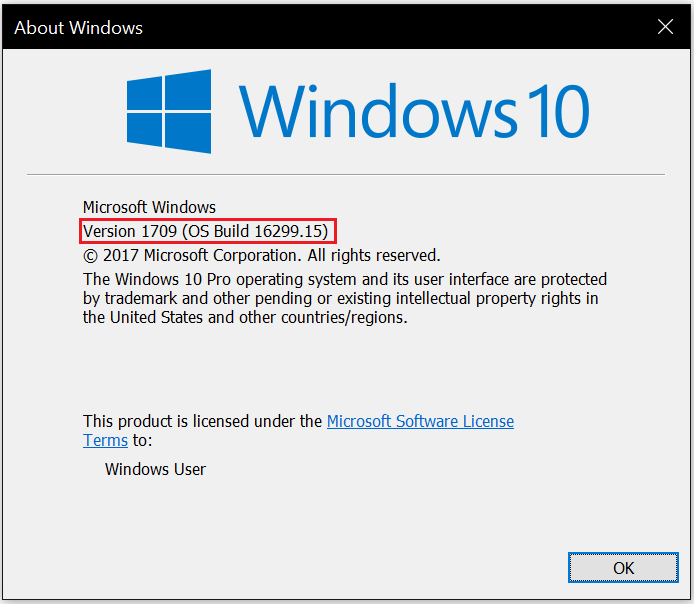 About Windows
Windows 10
Microsoft Windows
Version 1709 (OS Build 16299.15)
© 2017 Microsoft Corporation. All rights reserved.
The Windows 10 Pro operating system and its user interface are protected
by trademark and other pending or existing intellectual property rights in
the United States and other countries/regions.
This product is licensed under the Microsoft Software License
Terms to:
Windows User
OK